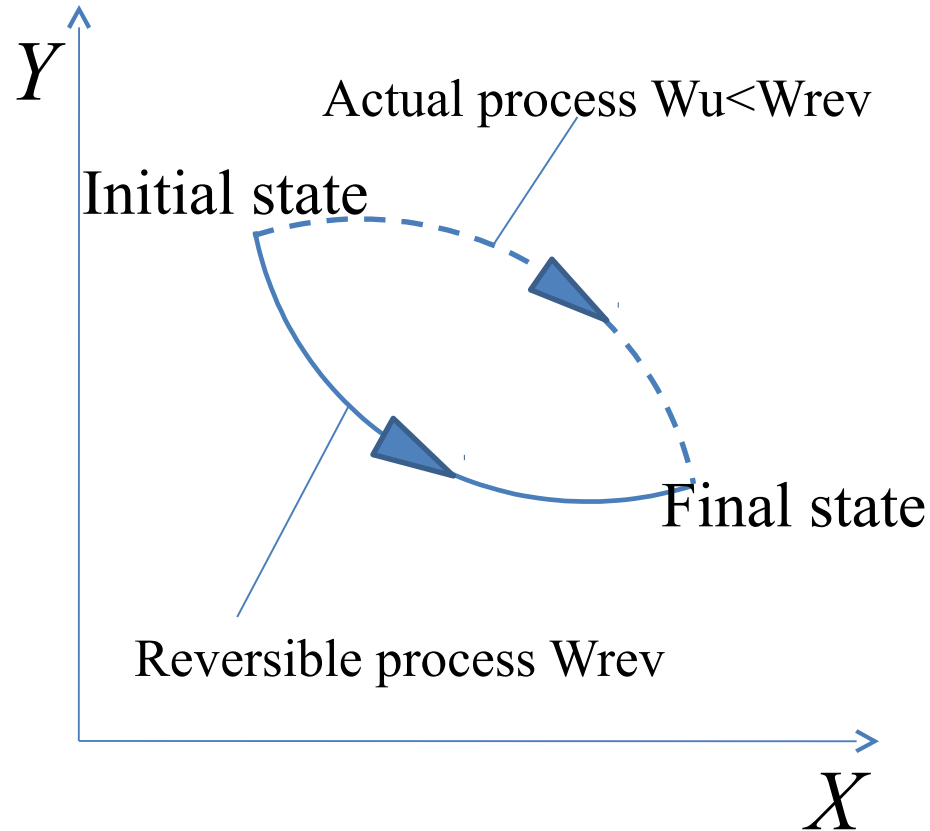 Y
Actual process Wu<Wrev
Initial state
Final state
Reversible process Wrev
X